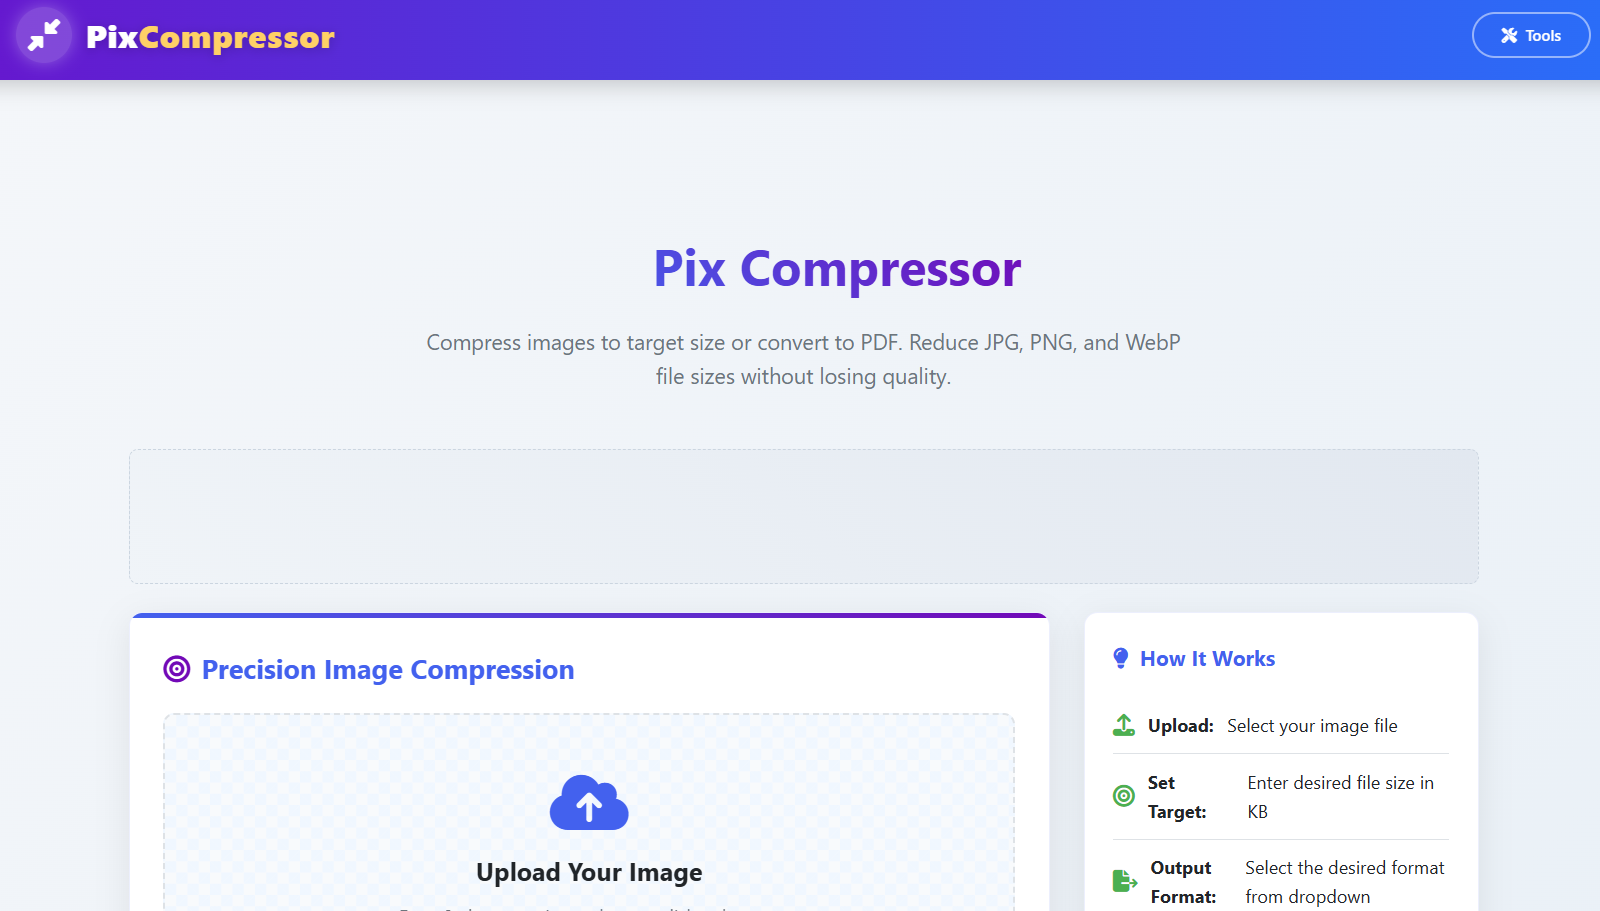 PixCompressor
Tools
Pix Compressor
Compress images to target size or convert to PDF. Reduce JPG, PNG, and WebP
file sizes without losing quality.
Precision Image Compression
Upload Your Image
How It Works
Upload: Select your image file
Set Target: Enter desired file size in KB
Output Format: Select the desired format from dropdown